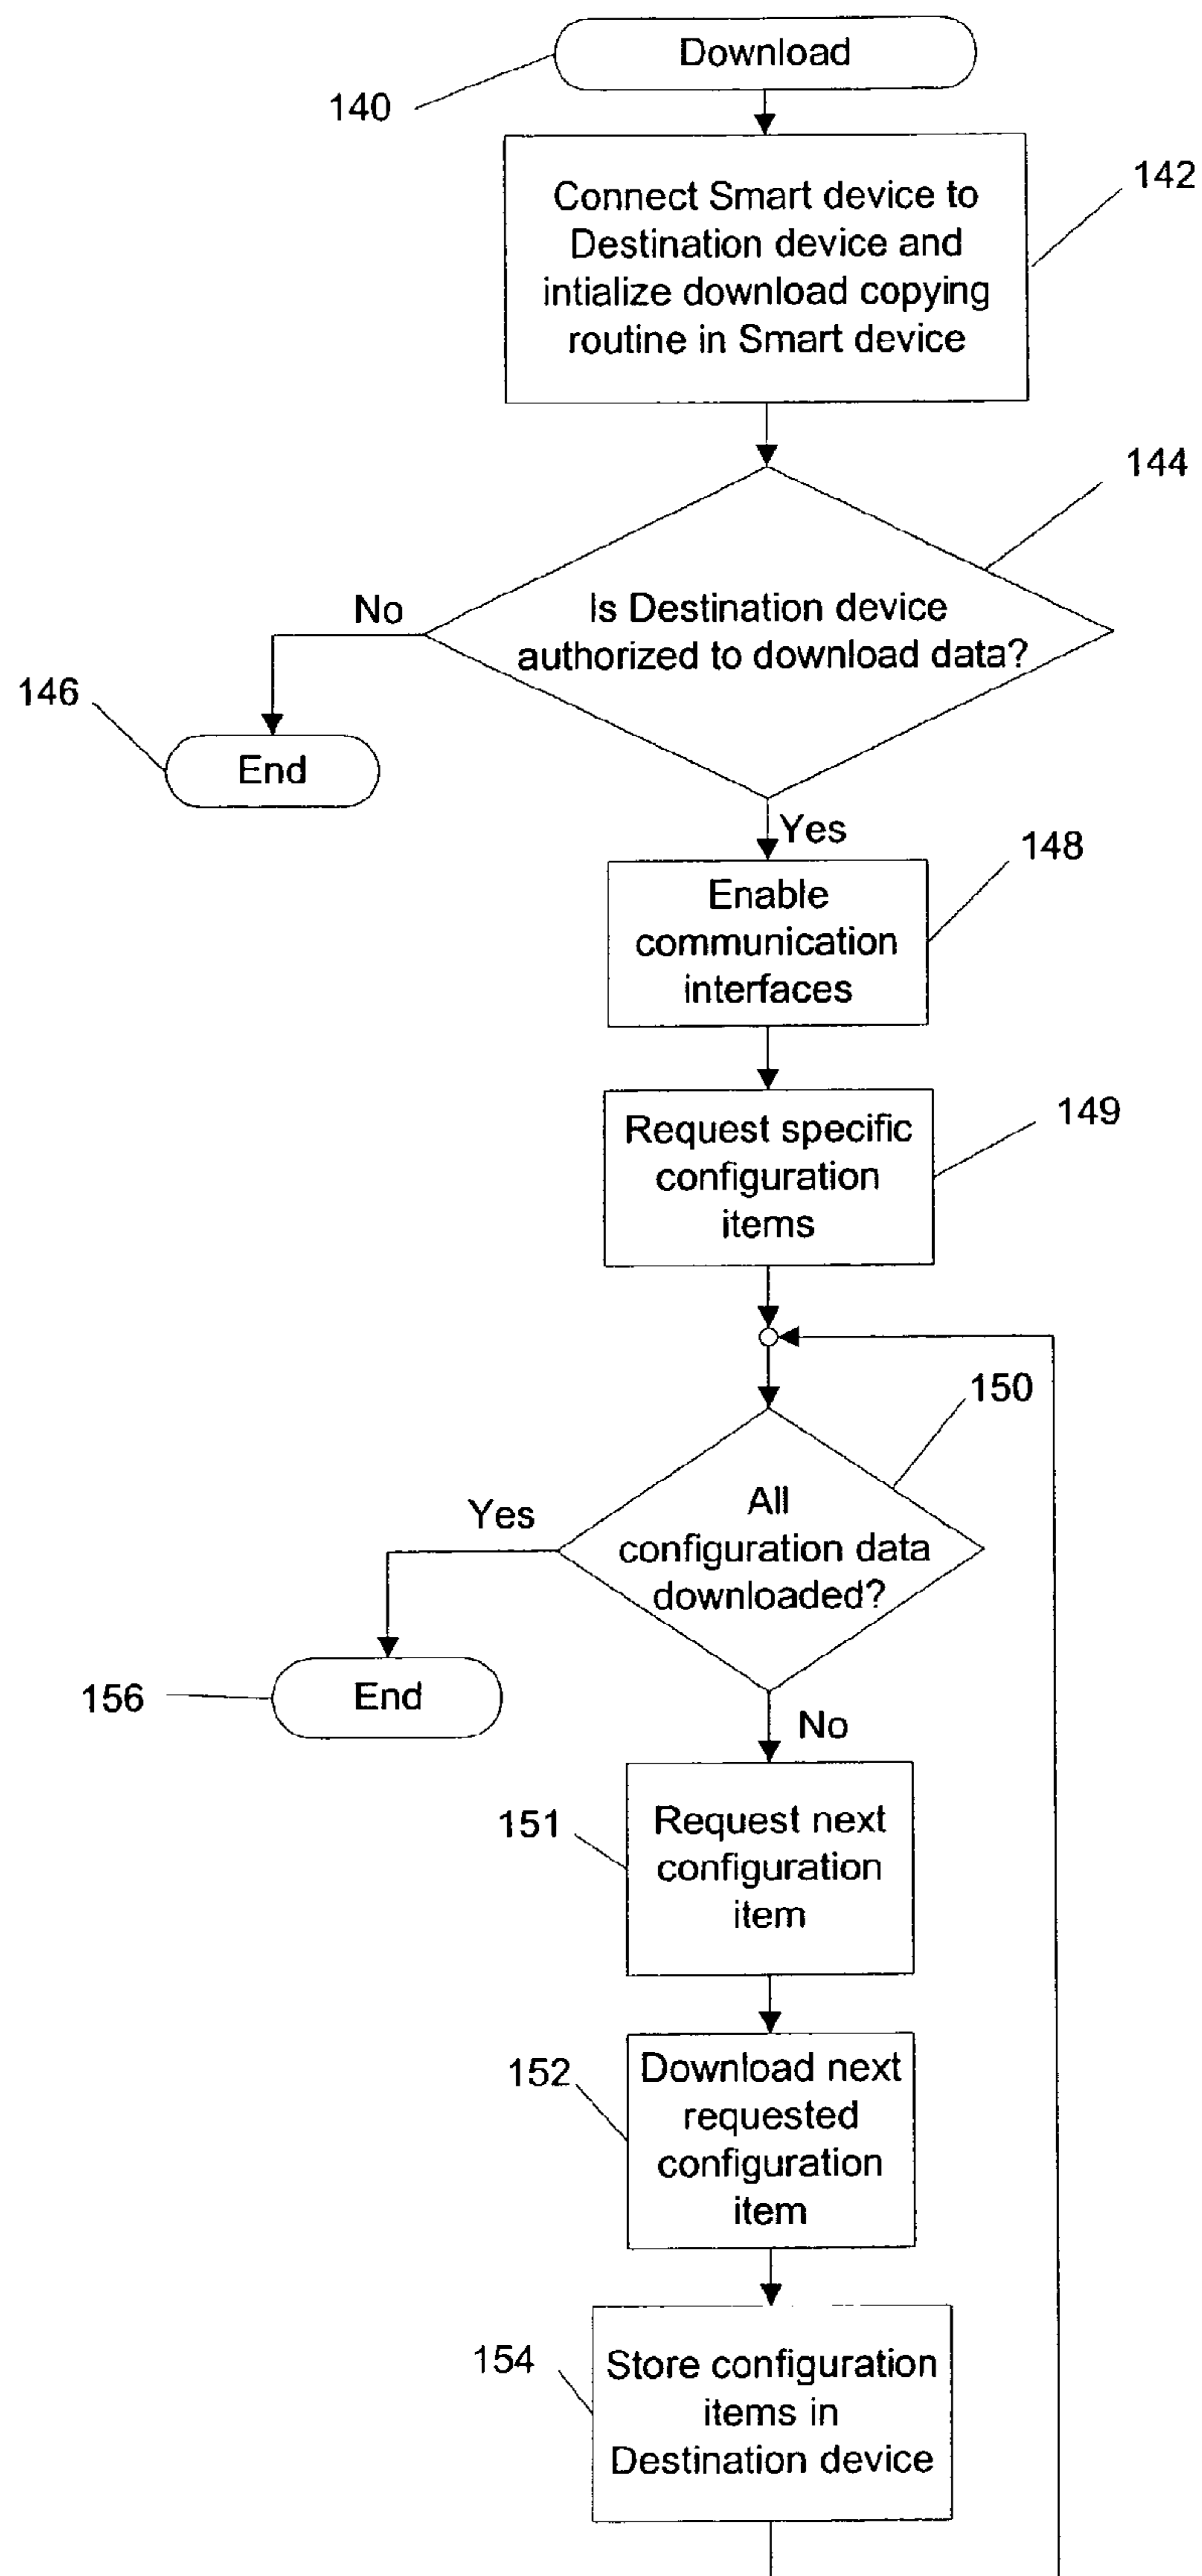 Download
140
142
Connect Smart device to
Destination device and
intialize download copying
routine in Smart device
144
No
Is Destination device
authorized to download data?
146
End
Yes
148
Enable
communication
interfaces
149
Request specific
configuration
items
150
Yes
All
configuration data
downloaded?
156
End
No
151
Request next
configuration
item
152
Download next
requested
configuration
item
154
Store configuration
items in
Destination device